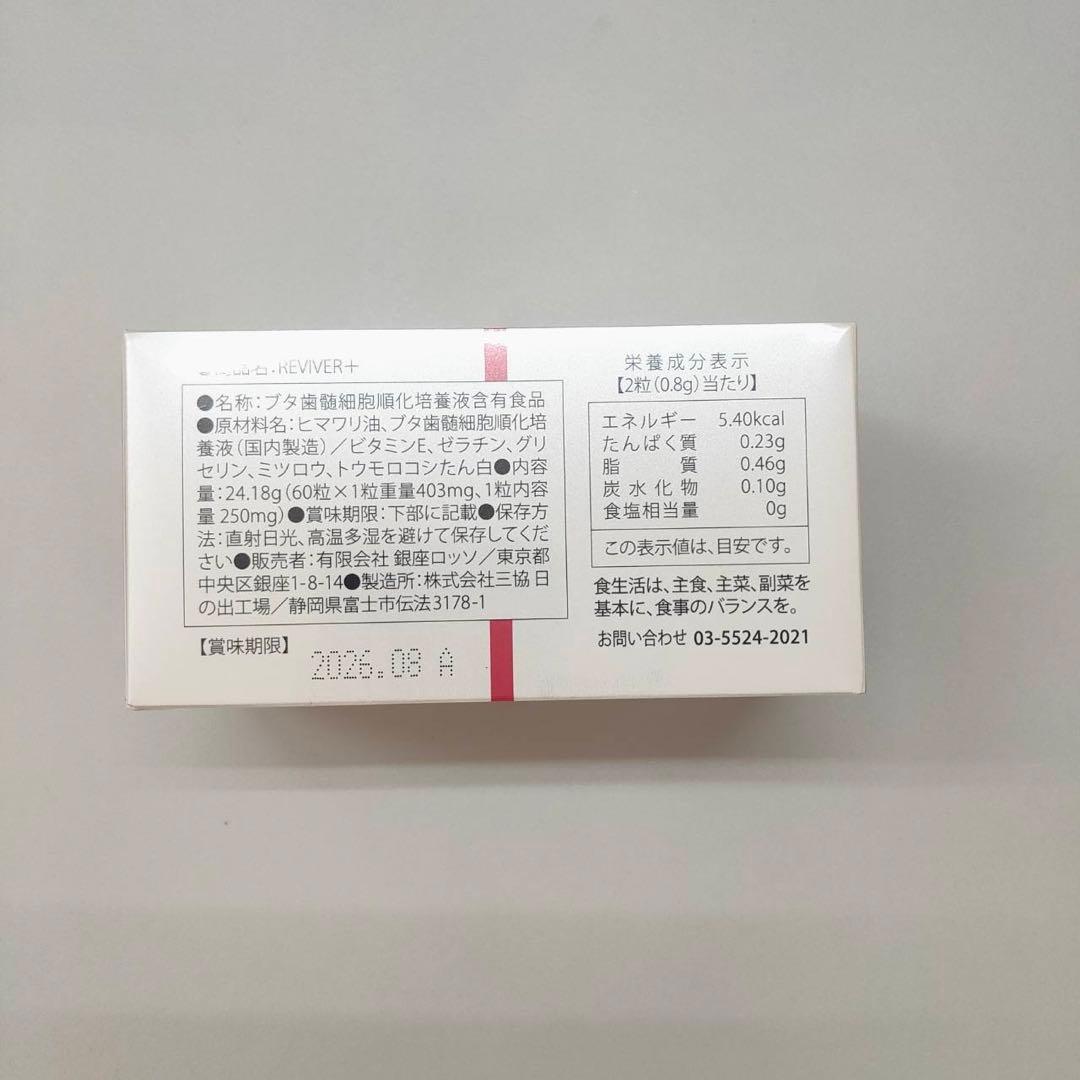 商品名:REVIVER+
●名称:ブタ歯髄細胞順化培養液含有食品
●原材料名:ヒマワリ油、ブタ歯髄細胞順化培
養液(国内製造)/ビタミンE、ゼラチン、グリ
セリン、ミツロウ、トウモロコシたん白●内容
量:24.18g(60粒×1粒重量403mg、1粒内容
量250mg)●賞味期限:下部に記載●保存方
法:直射日光、高温多湿を避けて保存してくだ
さい●販売者:有限会社 銀座ロッソ/東京都
中央区銀座1-8-14●製造所:株式会社三協 日
の出工場/静岡県富士市伝法3178-1
【賞味期限】
2026.08 A
栄養成分表示
【2粒(0.8g)当たり】
エネルギー 5.40kcal
たんぱく質 0.23g
脂質 0.46g
炭水化物 0.10g
食塩相当量 0g
この表示値は、目安です。
食生活は、主食、主菜、副菜を
基本に、食事のバランスを。
お問い合わせ 03-5524-2021